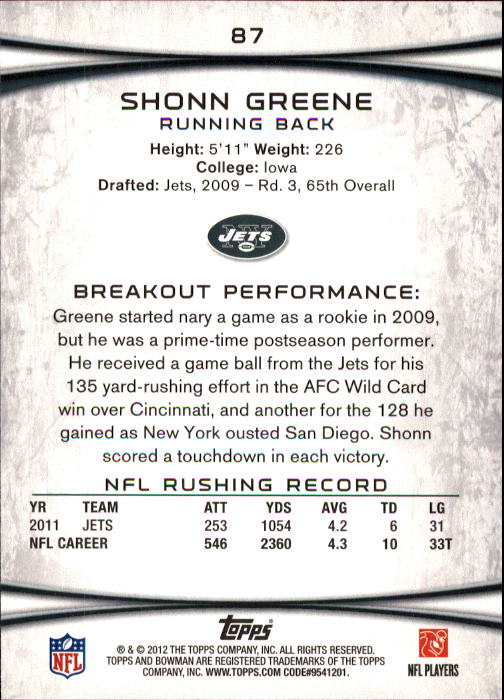 87
SHONN GREENE
RUNNING BACK
Height: 5'11" Weight: 226
College: Iowa
Drafted: Jets, 2009 – Rd. 3, 65th Overall
NY
JETS
BREAKOUT PERFORMANCE:
Greene started nary a game as a rookie in 2009,
but he was a prime-time postseason performer.
He received a game ball from the Jets for his
135 yard-rushing effort in the AFC Wild Card
win over Cincinnati, and another for the 128 he
gained as New York ousted San Diego. Shonn
scored a touchdown in each victory.
NFL RUSHING RECORD
YR TEAM ATT YDS AVG TD LG
2011 JETS 253 1054 4.2 6 31
NFL CAREER 546 2360 4.3 10 33T
Topps
® & © 2012 THE TOPPS COMPANY, INC. ALL RIGHTS RESERVED.
TOPPS AND BOWMAN ARE REGISTERED TRADEMARKS OF THE TOPPS
COMPANY, INC. WWW.TOPPS.COM CODE#9541201.
NFL
NFL PLAYERS